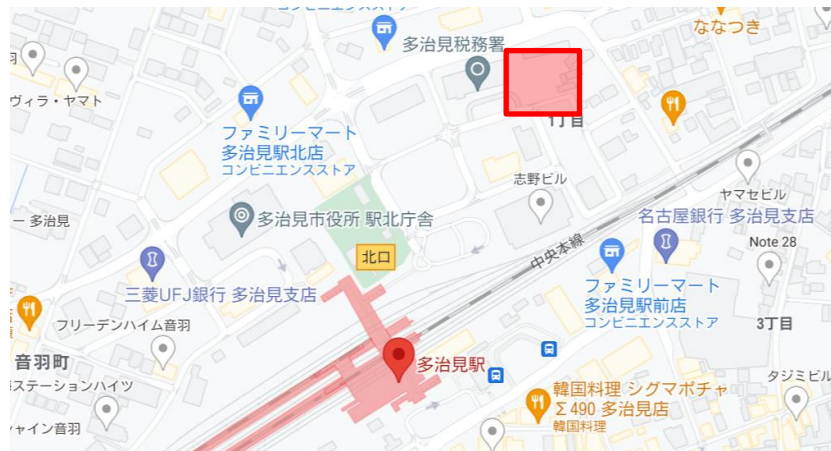 多治見税務署
ななつき
ヴィラ・ヤマト
ファミリーマート
多治見駅北店
コンビニエンスストア
1丁目
志野ビル
ヤマセビル
多治見
多治見市役所 駅北庁舎
名古屋銀行 多治見支店
北口
中央本線
Note 28
三菱UFJ銀行 多治見支店
ファミリーマート
多治見駅前店
コンビニエンスストア
フリーデンハイム音羽
3丁目
音羽町
多治見駅
ステーションハイツ
韓国料理 シグマポチャ
Σ490 多治見店
韓国料理
タジミビル
ャイン音羽